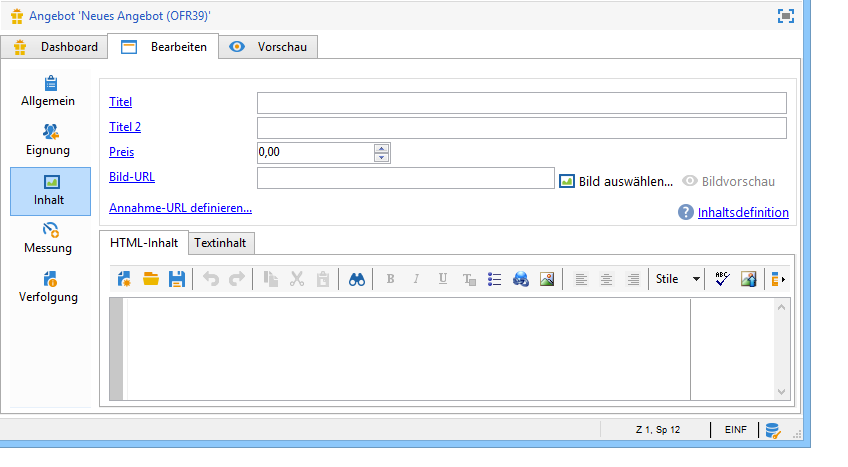 Angebot 'Neues Angebot (OFR39)'
Dashboard Bearbeiten Vorschau
Allgemein
Eignung
Inhalt
Messung
Verfolgung
Titel
Titel 2
Preis 0,00
Bild-URL Bild auswählen... Bildvorschau
Annahme-URL definieren... ? Inhaltsdefinition
HTML-Inhalt Textinhalt
B I U T Stile ABC
Z 1, Sp 12 EINF